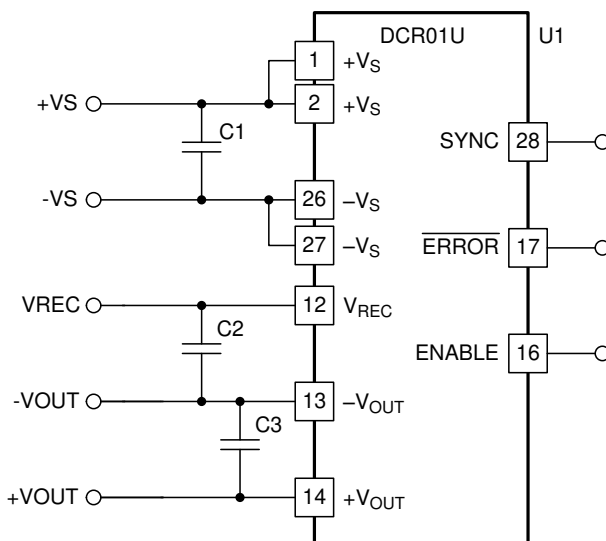 DCR01U U1
1 +VS
+VS 2 +VS
C1
SYNC 28
-VS 26 –VS
27 –VS
ERROR 17
VREC 12 VREC
C2
ENABLE 16
-VOUT 13 –VOUT
C3
+VOUT 14 +VOUT